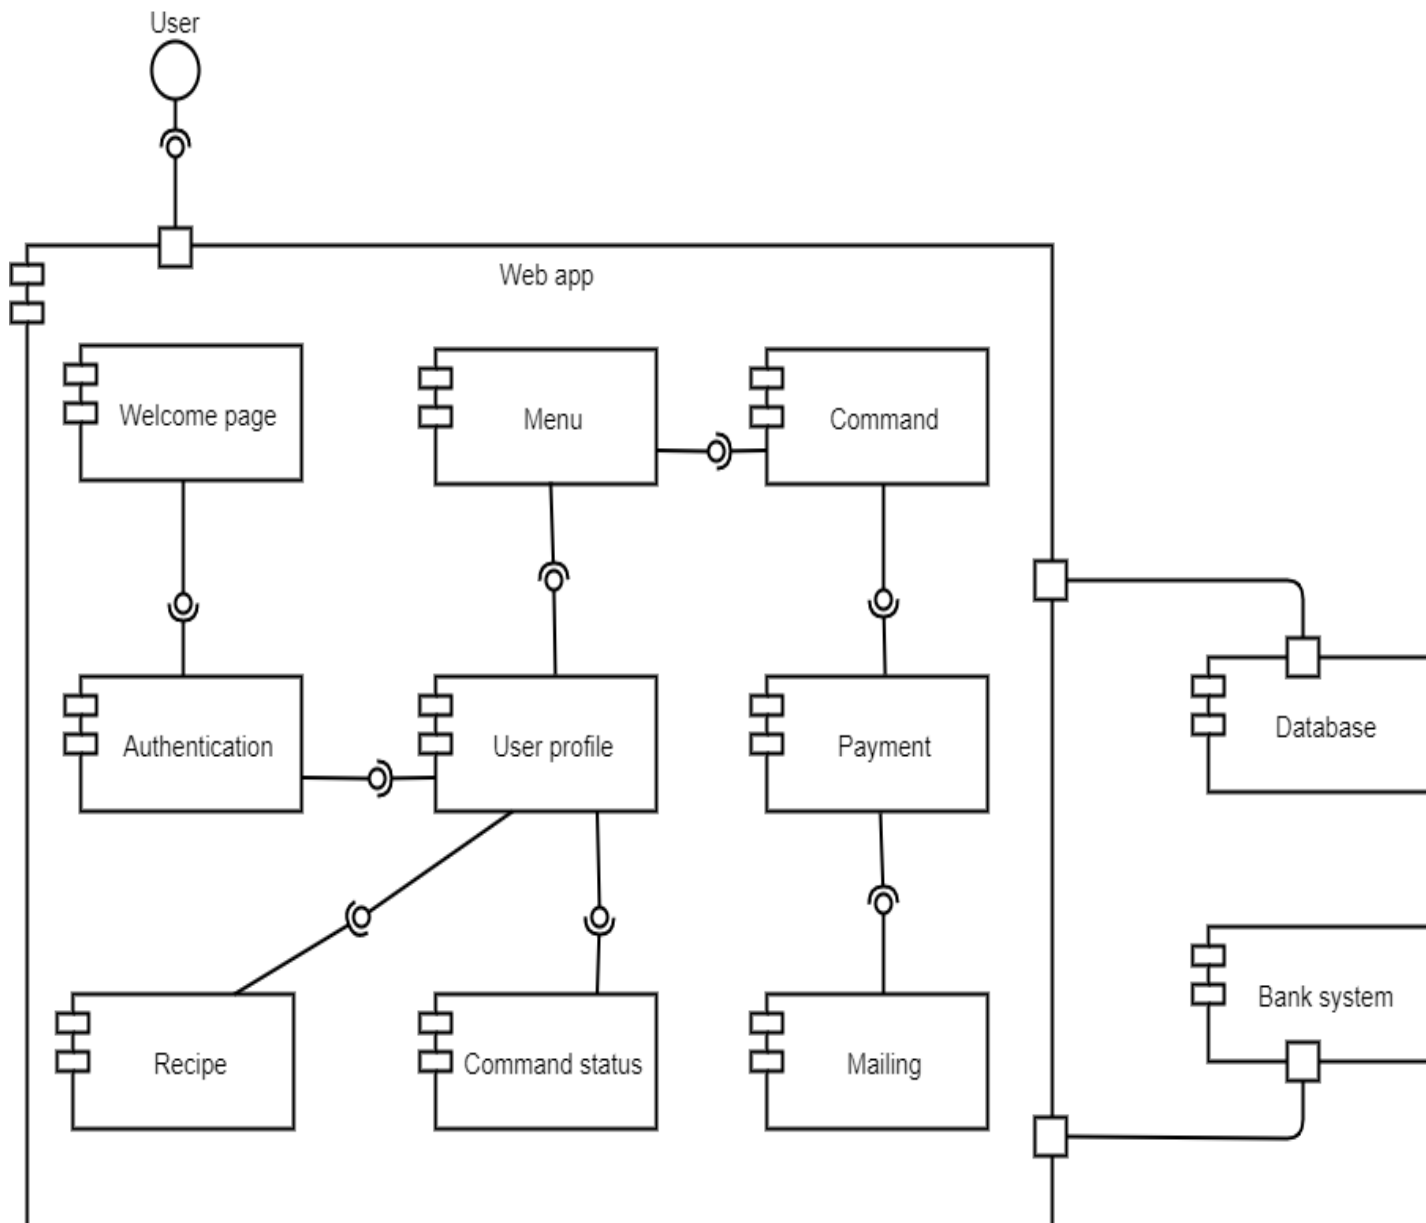 User
Web app
Welcome page
Menu
Command
Authentication
User profile
Payment
Database
Recipe
Command status
Mailing
Bank system